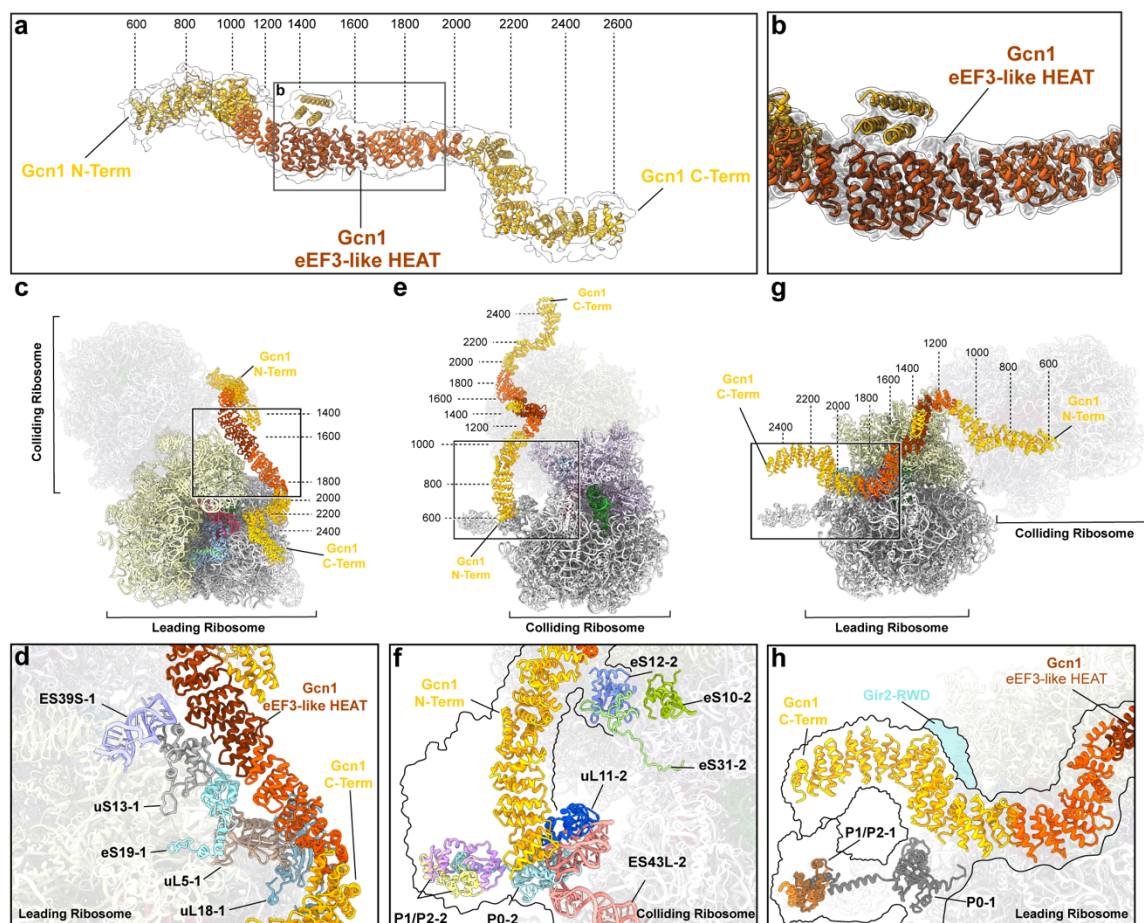 a
600 800 1000 1200 1400 1600 1800 2000 2200 2400 2600
b
Gcn1 N-Term
Gcn1 C-Term
Gcn1
eEF3-like HEAT
b
Gcn1
eEF3-like HEAT
c
Colliding Ribosome
Gcn1
N-Term
1400
1600
1800
2000
2200
2400
Gcn1
C-Term
Leading Ribosome
e
Gcn1
C-Term
2400
2200
2000
1800
1600
1400
1200
1000
800
600
Gcn1
N-Term
Colliding Ribosome
g
1200
1400
1000
1600
800
1800
600
2000
2200
2400
Gcn1
C-Term
Gcn1
N-Term
Colliding Ribosome
Leading Ribosome
d
ES39S-1
Gcn1
eEF3-like HEAT
Gcn1
C-Term
uS13-1
eS19-1
uL5-1
uL18-1
Leading Ribosome
f
Gcn1
N-Term
eS12-2
eS10-2
eS31-2
uL11-2
ES43L-2
P1/P2-2
P0-2
Colliding Ribosome
h
Gcn1
eEF3-like HEAT
Gcn1
C-Term
Gir2-RWD
P1/P2-1
P0-1
Leading Ribosome